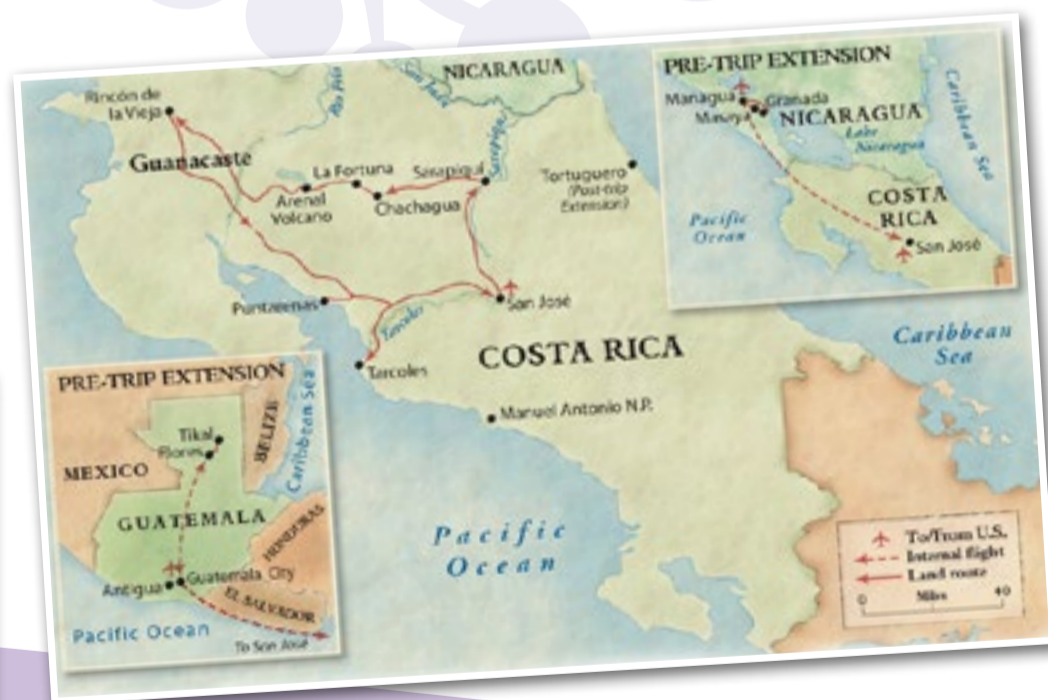 NICARAGUA
Rincón de
la Vieja
Guanacaste
La Fortuna
Sarapiquí
Sarapiquí
Arenal
Volcano
Chachagua
Tortuguero
(Post-trip
Extension)
Puntarenas
San José
Tarcoles
Tarcoles
COSTA RICA
Manuel Antonio N.P.
Pacific
Ocean
Caribbean
Sea
PRE-TRIP EXTENSION
Managua
Granada
Masaya
NICARAGUA
Lake
Nicaragua
Caribbean Sea
COSTA
RICA
Pacific
Ocean
San José
PRE-TRIP EXTENSION
Tikal
Flores
BELIZE
Caribbean Sea
MEXICO
GUATEMALA
HONDURAS
Antigua
Guatemala City
EL SALVADOR
Pacific Ocean
To San José
To/From U.S.
Internal flight
Land route
0 Miles 40